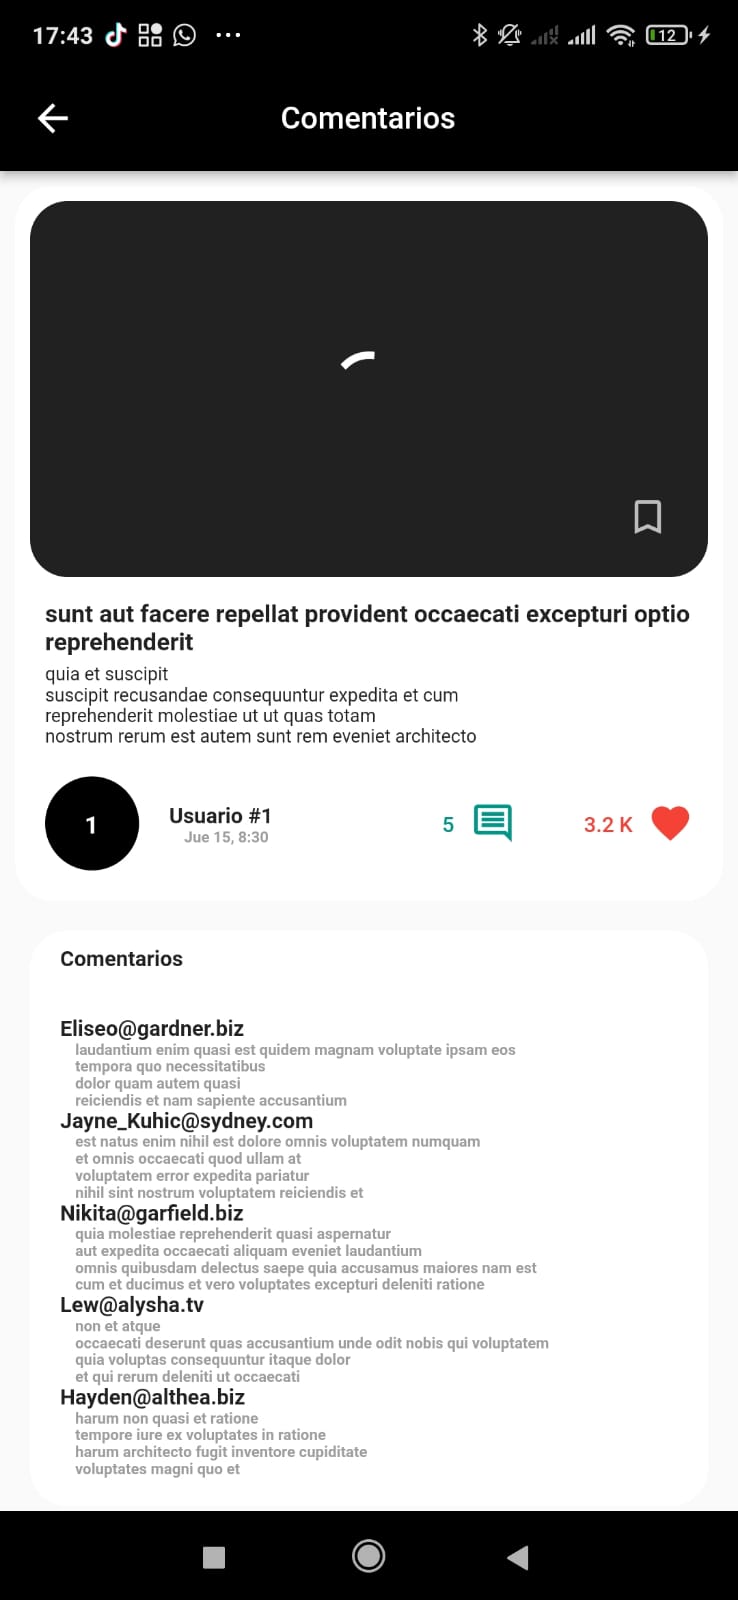 17:43
12
Comentarios
sunt aut facere repellat provident occaecati excepturi optio
reprehenderit
quia et suscipit
suscipit recusandae consequuntur expedita et cum
reprehenderit molestiae ut ut quas totam
nostrum rerum est autem sunt rem eveniet architecto
1
Usuario #1
Jue 15, 8:30
5
3.2 K
Comentarios
Eliseo@gardner.biz
laudantium enim quasi est quidem magnam voluptate ipsam eos
tempora quo necessitatibus
dolor quam autem quasi
reiciendis et nam sapiente accusantium
Jayne_Kuhic@sydney.com
est natus enim nihil est dolore omnis voluptatem numquam
et omnis occaecati quod ullam at
voluptatem error expedita pariatur
nihil sint nostrum voluptatem reiciendis et
Nikita@garfield.biz
quia molestiae reprehenderit quasi aspernatur
aut expedita occaecati aliquam eveniet laudantium
omnis quibusdam delectus saepe quia accusamus maiores nam est
cum et ducimus et vero voluptates excepturi deleniti ratione
Lew@alysha.tv
non et atque
occaecati deserunt quas accusantium unde odit nobis qui voluptatem
quia voluptas consequuntur itaque dolor
et qui rerum deleniti ut occaecati
Hayden@althea.biz
harum non quasi et ratione
tempore iure ex voluptates in ratione
harum architecto fugit inventore cupiditate
voluptates magni quo et